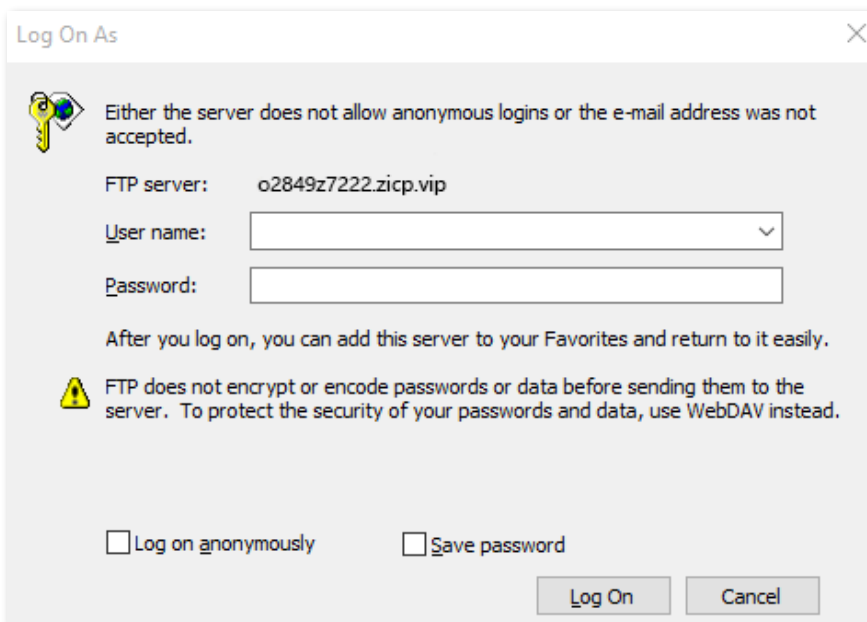 Log On As
Either the server does not allow anonymous logins or the e-mail address was not
accepted.
FTP server: o2849z7222.zicp.vip
User name:
Password:
After you log on, you can add this server to your Favorites and return to it easily.
FTP does not encrypt or encode passwords or data before sending them to the
server.  To protect the security of your passwords and data, use WebDAV instead.
Log on anonymously Save password
Log On Cancel